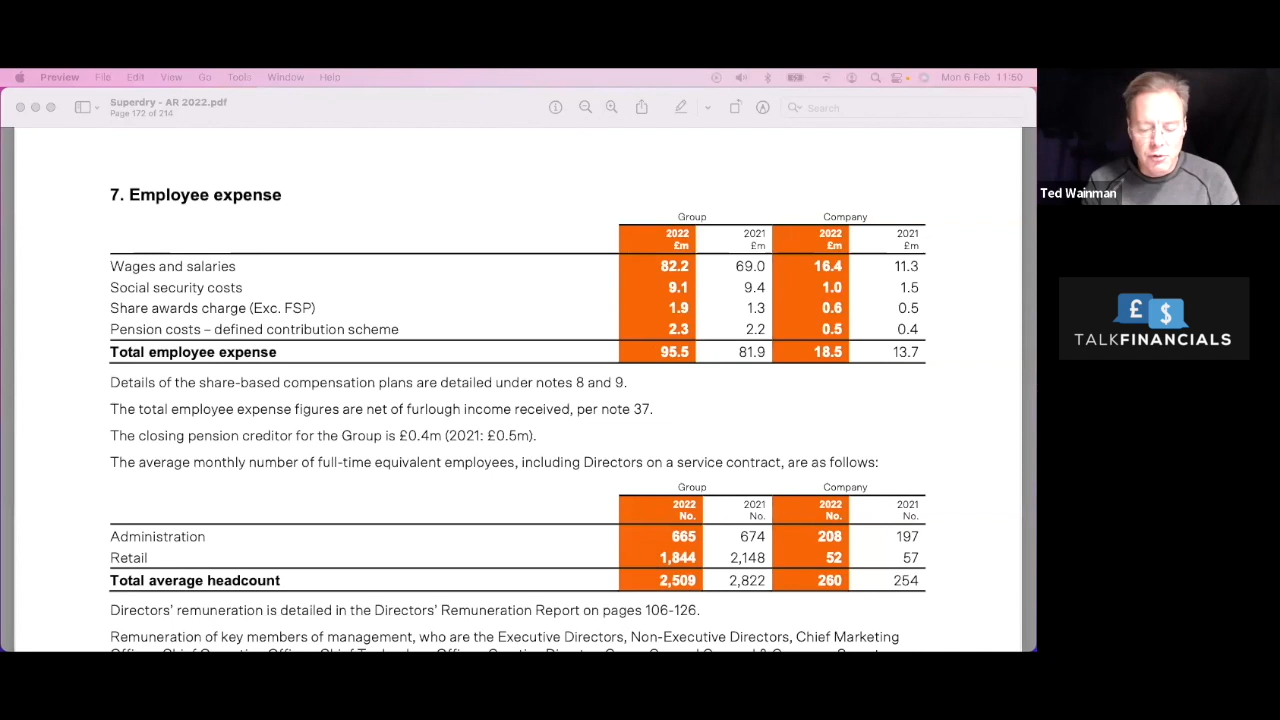 Preview File Edit View Go Tools Window Help Mon 6 Feb 11:50
Superdry - AR 2022.pdf
Page 172 of 214
Search
Ted Wainman
£ $
TALKFINANCIALS
7. Employee expense
Group Company
2022 2021 2022 2021
£m £m £m £m
Wages and salaries 82.2 69.0 16.4 11.3
Social security costs 9.1 9.4 1.0 1.5
Share awards charge (Exc. FSP) 1.9 1.3 0.6 0.5
Pension costs – defined contribution scheme 2.3 2.2 0.5 0.4
Total employee expense 95.5 81.9 18.5 13.7
Details of the share-based compensation plans are detailed under notes 8 and 9.
The total employee expense figures are net of furlough income received, per note 37.
The closing pension creditor for the Group is £0.4m (2021: £0.5m).
The average monthly number of full-time equivalent employees, including Directors on a service contract, are as follows:
Group Company
2022 2021 2022 2021
No. No. No. No.
Administration 665 674 208 197
Retail 1,844 2,148 52 57
Total average headcount 2,509 2,822 260 254
Directors' remuneration is detailed in the Directors' Remuneration Report on pages 106-126.
Remuneration of key members of management, who are the Executive Directors, Non-Executive Directors, Chief Marketing